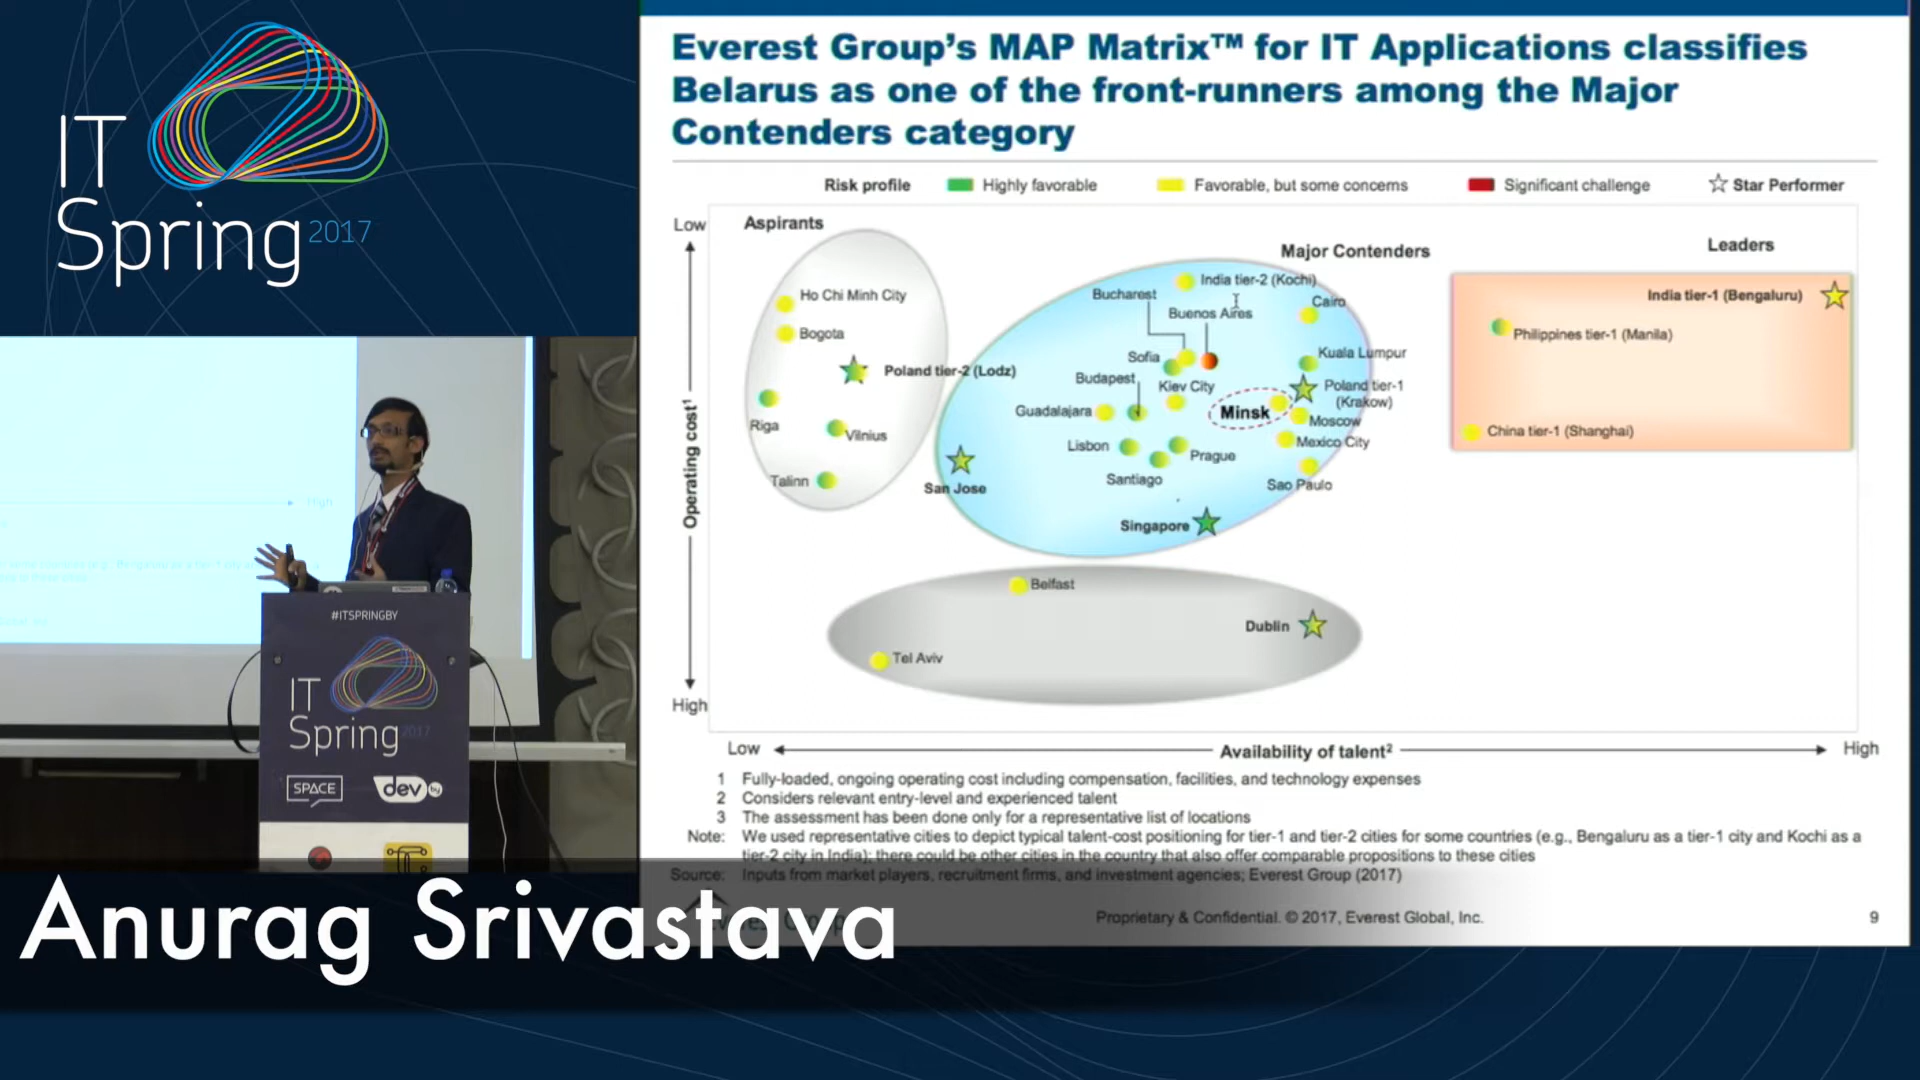 IT
Spring 2017
Everest Group's MAP Matrix™ for IT Applications classifies
Belarus as one of the front-runners among the Major
Contenders category
Risk profile
Highly favorable
Favorable, but some concerns
Significant challenge
Star Performer
Low
Operating cost¹
High
Aspirants
Ho Chi Minh City
Bogota
Poland tier-2 (Lodz)
Riga
Vilnius
Talinn
Major Contenders
India tier-2 (Kochi)
Bucharest
Cairo
Buenos Aires
Sofia
Kuala Lumpur
Budapest
Kiev City
Poland tier-1
(Krakow)
Guadalajara
Minsk
Moscow
Lisbon
Prague
Mexico City
Santiago
Sao Paulo
San Jose
Singapore
Leaders
India tier-1 (Bengaluru)
Philippines tier-1 (Manila)
China tier-1 (Shanghai)
Belfast
Dublin
Tel Aviv
Low
Availability of talent²
High
1 Fully-loaded, ongoing operating cost including compensation, facilities, and technology expenses
2 Considers relevant entry-level and experienced talent
3 The assessment has been done only for a representative list of locations
Note: We used representative cities to depict typical talent-cost positioning for tier-1 and tier-2 cities for some countries (e.g., Bengaluru as a tier-1 city and Kochi as a
tier-2 city in India); there could be other cities in the country that also offer comparable propositions to these cities
Source: Inputs from market players, recruitment firms, and investment agencies; Everest Group (2017)
Proprietary & Confidential. © 2017, Everest Global, Inc.
9
High
#ITSPRINGBY
IT
Spring 2017
SPACE
dev by
Anurag Srivastava